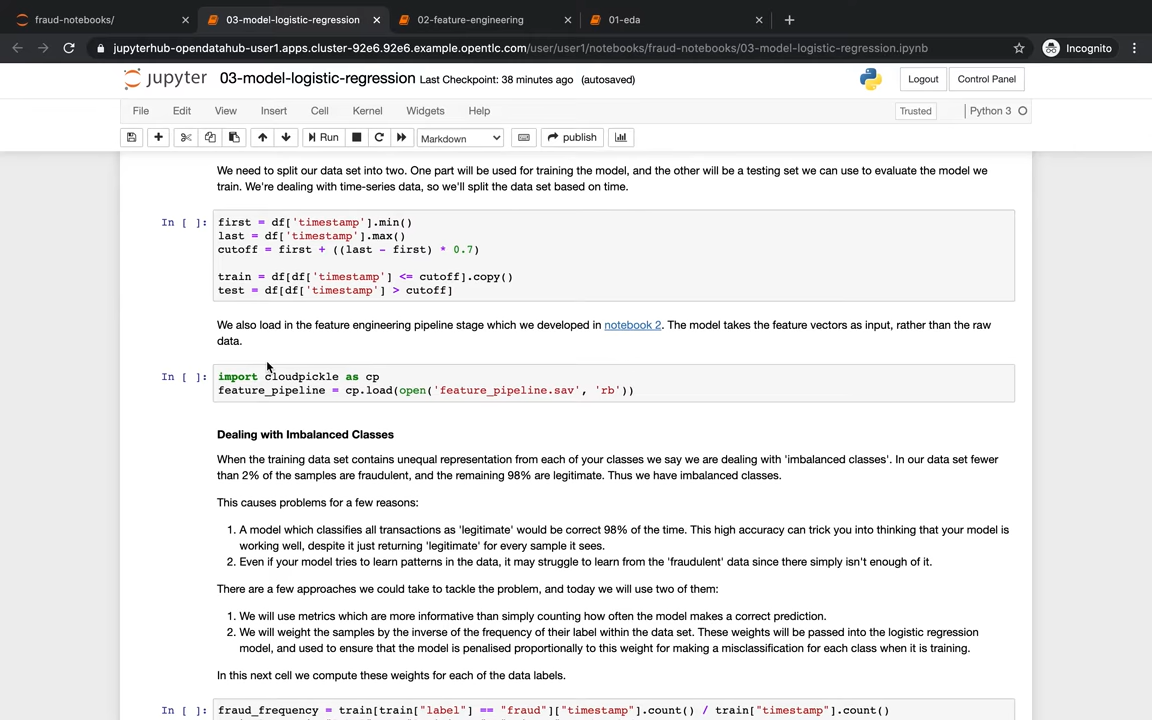 fraud-notebooks/ × 03-model-logistic-regression × 02-feature-engineering × 01-eda × +
jupyterhub-opendatahub-user1.apps.cluster-92e6.92e6.example.opentlc.com/user/user1/notebooks/fraud-notebooks/03-model-logistic-regression.ipynb Incognito
jupyter 03-model-logistic-regression Last Checkpoint: 38 minutes ago (autosaved) Logout Control Panel
File Edit View Insert Cell Kernel Widgets Help Trusted Python 3
Run Markdown publish
We need to split our data set into two. One part will be used for training the model, and the other will be a testing set we can use to evaluate the model we
train. We're dealing with time-series data, so we'll split the data set based on time.
In [ ]: first = df['timestamp'].min()
last = df['timestamp'].max()
cutoff = first + ((last - first) * 0.7)
train = df[df['timestamp'] <= cutoff].copy()
test = df[df['timestamp'] > cutoff]
We also load in the feature engineering pipeline stage which we developed in notebook 2. The model takes the feature vectors as input, rather than the raw
data.
In [ ]: import cloudpickle as cp
feature_pipeline = cp.load(open('feature_pipeline.sav', 'rb'))
Dealing with Imbalanced Classes
When the training data set contains unequal representation from each of your classes we say we are dealing with 'imbalanced classes'. In our data set fewer
than 2% of the samples are fraudulent, and the remaining 98% are legitimate. Thus we have imbalanced classes.
This causes problems for a few reasons:
1. A model which classifies all transactions as 'legitimate' would be correct 98% of the time. This high accuracy can trick you into thinking that your model is
working well, despite it just returning 'legitimate' for every sample it sees.
2. Even if your model tries to learn patterns in the data, it may struggle to learn from the 'fraudulent' data since there simply isn't enough of it.
There are a few approaches we could take to tackle the problem, and today we will use two of them:
1. We will use metrics which are more informative than simply counting how often the model makes a correct prediction.
2. We will weight the samples by the inverse of the frequency of their label within the data set. These weights will be passed into the logistic regression
model, and used to ensure that the model is penalised proportionally to this weight for making a misclassification for each class when it is training.
In this next cell we compute these weights for each of the data labels.
In [ ]: fraud_frequency = train[train["label"] == "fraud"]["timestamp"].count() / train["timestamp"].count()